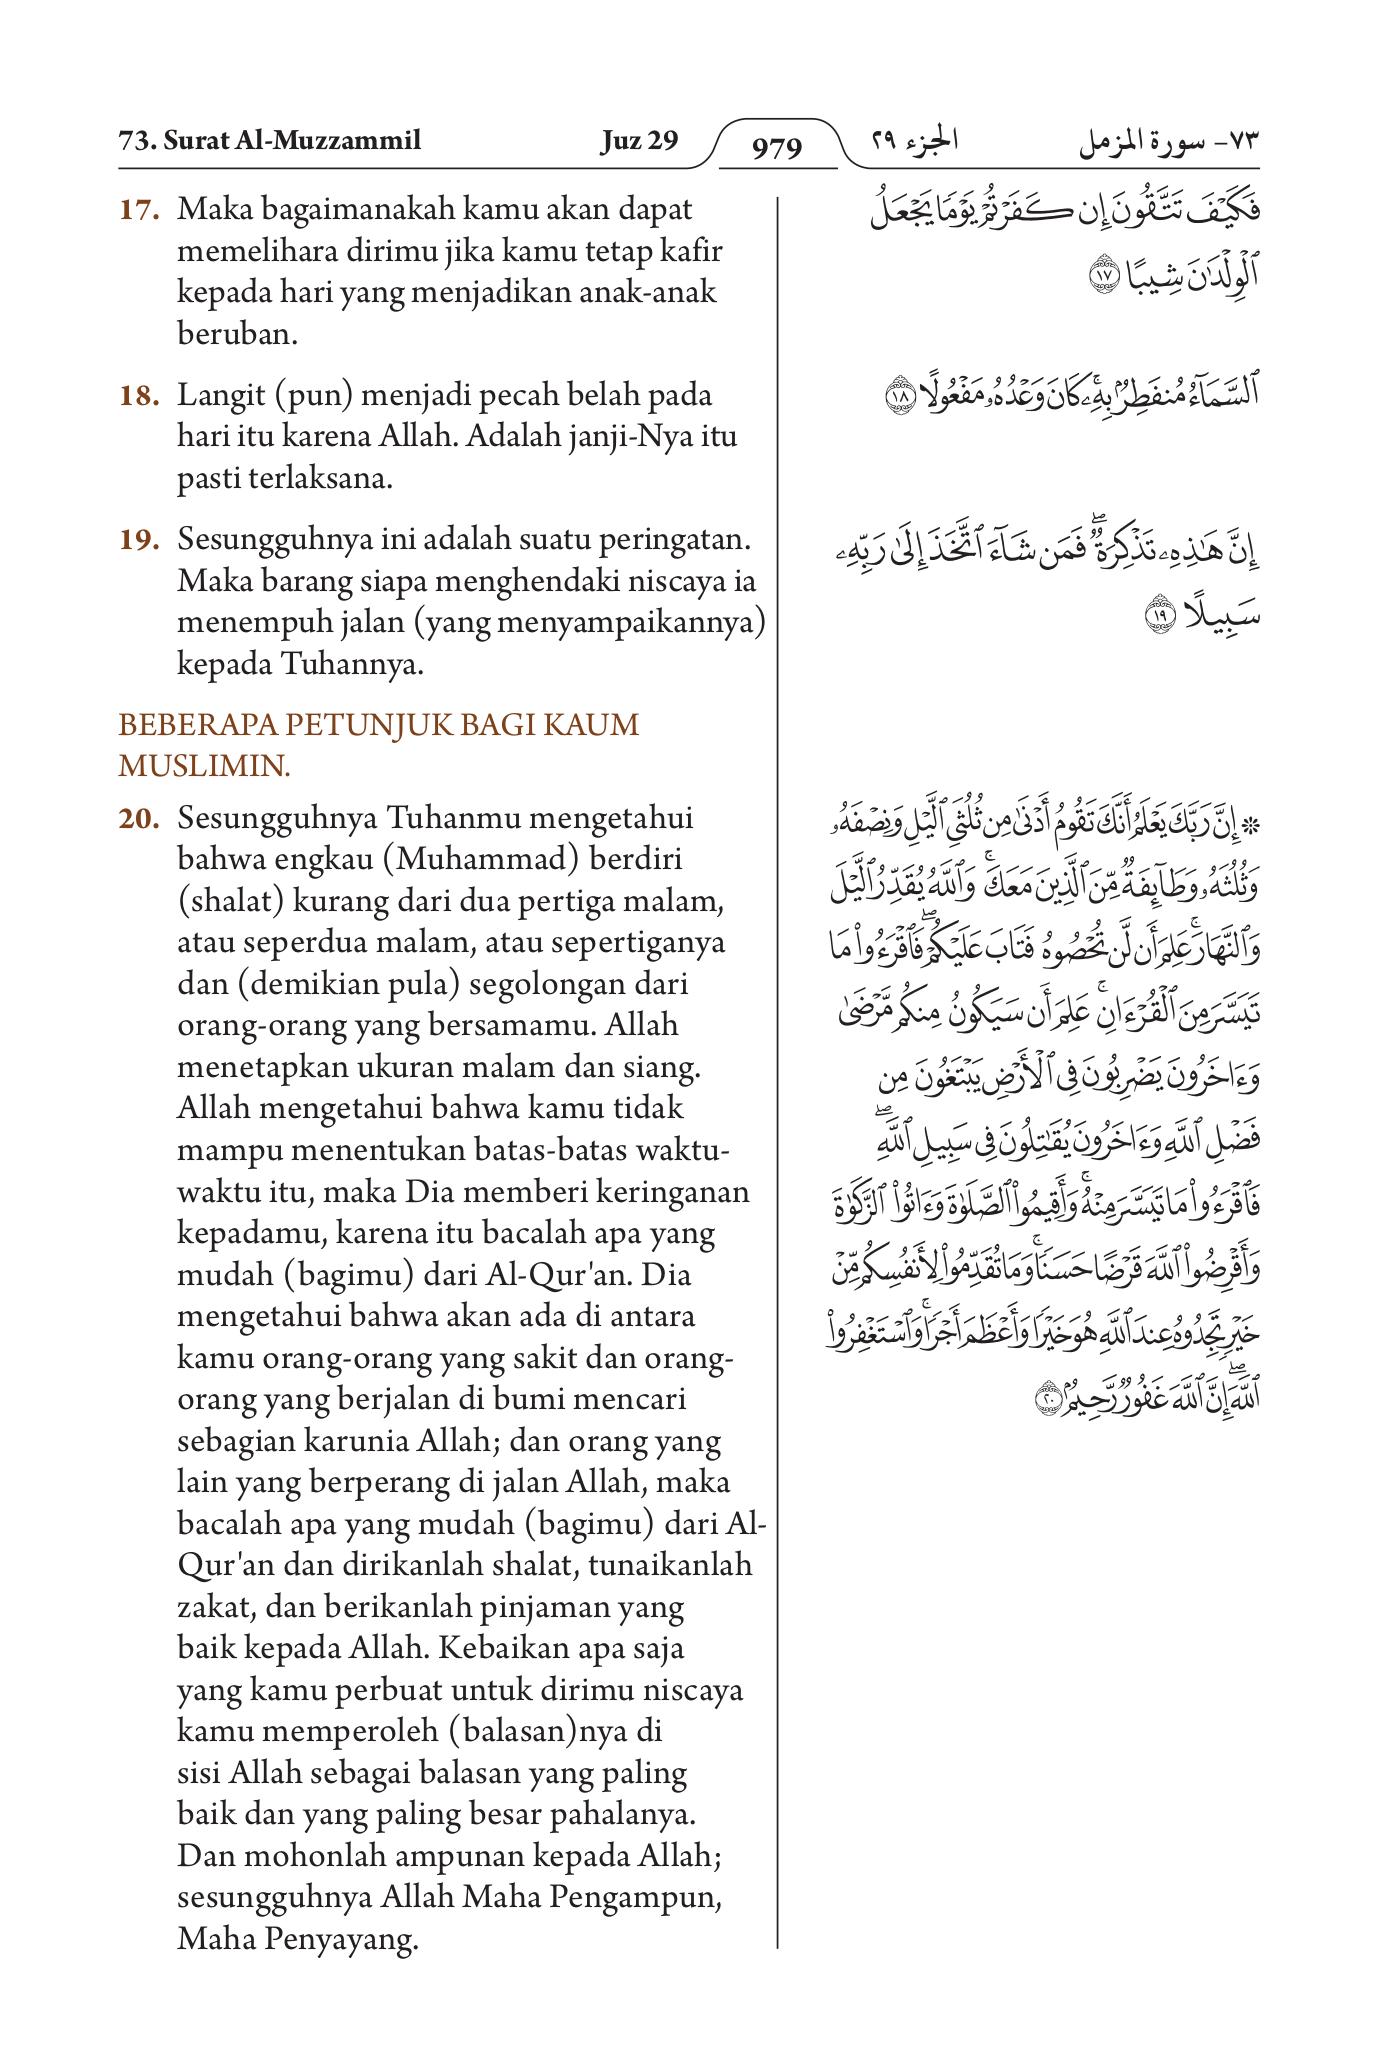 73. Surat Al-Muzzammil
Juz 29
979
الجزء ٢٩
٧٣- سورة المزمل
17. Maka bagaimanakah kamu akan dapat
memelihara dirimu jika kamu tetap kafir
kepada hari yang menjadikan anak-anak
beruban.
18. Langit (pun) menjadi pecah belah pada
hari itu karena Allah. Adalah janji-Nya itu
pasti terlaksana.
19. Sesungguhnya ini adalah suatu peringatan.
Maka barang siapa menghendaki niscaya ia
menempuh jalan (yang menyampaikannya)
kepada Tuhannya.
BEBERAPA PETUNJUK BAGI KAUM
MUSLIMIN.
20. Sesungguhnya Tuhanmu mengetahui
bahwa engkau (Muhammad) berdiri
(shalat) kurang dari dua pertiga malam,
atau seperdua malam, atau sepertiganya
dan (demikian pula) segolongan dari
orang-orang yang bersamamu. Allah
menetapkan ukuran malam dan siang.
Allah mengetahui bahwa kamu tidak
mampu menentukan batas-batas waktu-
waktu itu, maka Dia memberi keringanan
kepadamu, karena itu bacalah apa yang
mudah (bagimu) dari Al-Qur'an. Dia
mengetahui bahwa akan ada di antara
kamu orang-orang yang sakit dan orang-
orang yang berjalan di bumi mencari
sebagian karunia Allah; dan orang yang
lain yang berperang di jalan Allah, maka
bacalah apa yang mudah (bagimu) dari Al-
Qur'an dan dirikanlah shalat, tunaikanlah
zakat, dan berikanlah pinjaman yang
baik kepada Allah. Kebaikan apa saja
yang kamu perbuat untuk dirimu niscaya
kamu memperoleh (balasan)nya di
sisi Allah sebagai balasan yang paling
baik dan yang paling besar pahalanya.
Dan mohonlah ampunan kepada Allah;
sesungguhnya Allah Maha Pengampun,
Maha Penyayang.
فَكَيْفَ تَتَّقُونَ إِن كَفَرْتُمْ يَوْمًا يَجْعَلُ
ٱلْوِلْدَٰنَ شِيبًا ١٧
ٱلسَّمَآءُ مُنفَطِرٌۢ بِهِۦۚ كَانَ وَعْدُهُۥ مَفْعُولًا ١٨
إِنَّ هَٰذِهِۦ تَذْكِرَةٌۖ فَمَن شَآءَ ٱتَّخَذَ إِلَىٰ رَبِّهِۦ
سَبِيلًا ١٩
۞ إِنَّ رَبَّكَ يَعْلَمُ أَنَّكَ تَقُومُ أَدْنَىٰ مِن ثُلُثَىِ ٱلَّيْلِ وَنِصْفَهُۥ
وَثُلُثَهُۥ وَطَآئِفَةٌ مِّنَ ٱلَّذِينَ مَعَكَۚ وَٱللَّهُ يُقَدِّرُ ٱلَّيْلَ
وَٱلنَّهَارَۚ عَلِمَ أَن لَّن تُحْصُوهُ فَتَابَ عَلَيْكُمْۖ فَٱقْرَءُوا۟ مَا
تَيَسَّرَ مِنَ ٱلْقُرْءَانِۚ عَلِمَ أَن سَيَكُونُ مِنكُم مَّرْضَىٰ
وَءَاخَرُونَ يَضْرِبُونَ فِى ٱلْأَرْضِ يَبْتَغُونَ مِن
فَضْلِ ٱللَّهِ وَءَاخَرُونَ يُقَٰتِلُونَ فِى سَبِيلِ ٱللَّهِۖ
فَٱقْرَءُوا۟ مَا تَيَسَّرَ مِنْهُۚ وَأَقِيمُوا۟ ٱلصَّلَوٰةَ وَءَاتُوا۟ ٱلزَّكَوٰةَ
وَأَقْرِضُوا۟ ٱللَّهَ قَرْضًا حَسَنًاۚ وَمَا تُقَدِّمُوا۟ لِأَنفُسِكُم مِّنْ
خَيْرٍ تَجِدُوهُ عِندَ ٱللَّهِ هُوَ خَيْرًا وَأَعْظَمَ أَجْرًاۚ وَٱسْتَغْفِرُوا۟
ٱللَّهَۖ إِنَّ ٱللَّهَ غَفُورٌ رَّحِيمٌۢ ٢٠